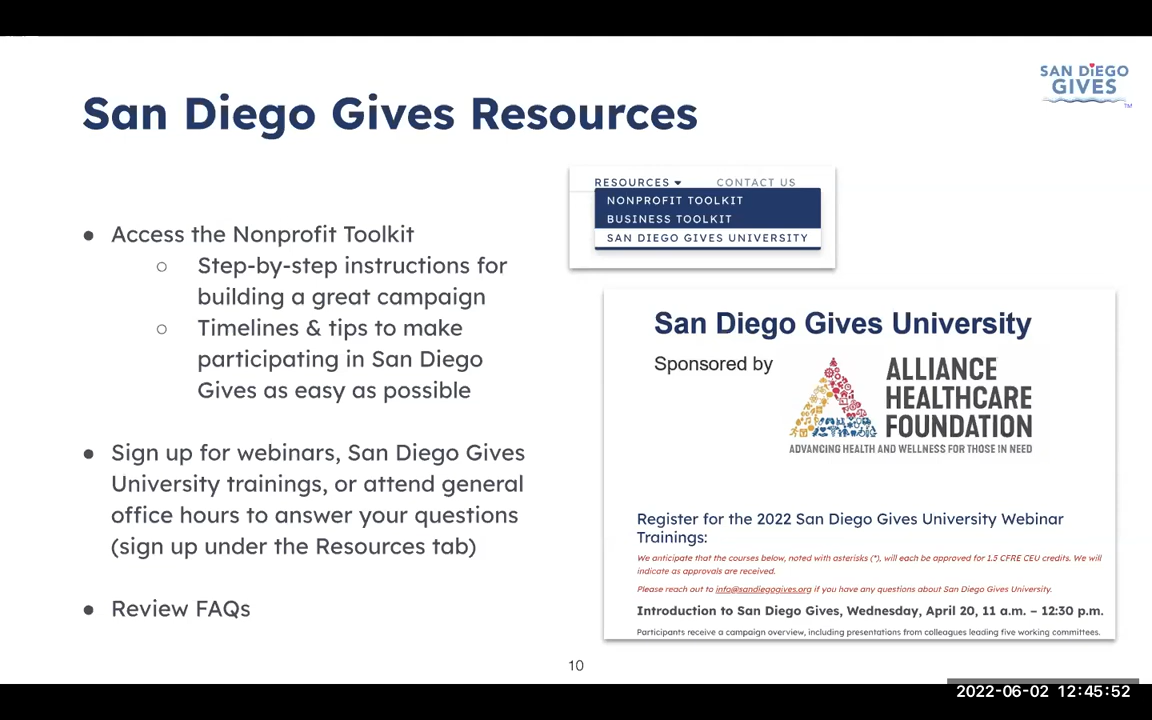 SAN DIEGO
GIVES
TM
San Diego Gives Resources
● Access the Nonprofit Toolkit
○ Step-by-step instructions for
building a great campaign
○ Timelines & tips to make
participating in San Diego
Gives as easy as possible
● Sign up for webinars, San Diego Gives
University trainings, or attend general
office hours to answer your questions
(sign up under the Resources tab)
● Review FAQs
RESOURCES CONTACT US
NONPROFIT TOOLKIT
BUSINESS TOOLKIT
SAN DIEGO GIVES UNIVERSITY
San Diego Gives University
Sponsored by
ALLIANCE
HEALTHCARE
FOUNDATION
ADVANCING HEALTH AND WELLNESS FOR THOSE IN NEED
Register for the 2022 San Diego Gives University Webinar
Trainings:
We anticipate that the courses below, noted with asterisks (*), will each be approved for 1.5 CFRE CEU credits. We will
indicate as approvals are received.
Please reach out to info@sandiegogives.org if you have any questions about San Diego Gives University.
Introduction to San Diego Gives, Wednesday, April 20, 11 a.m. – 12:30 p.m.
Participants receive a campaign overview, including presentations from colleagues leading five working committees.
10
2022-06-02 12:45:52